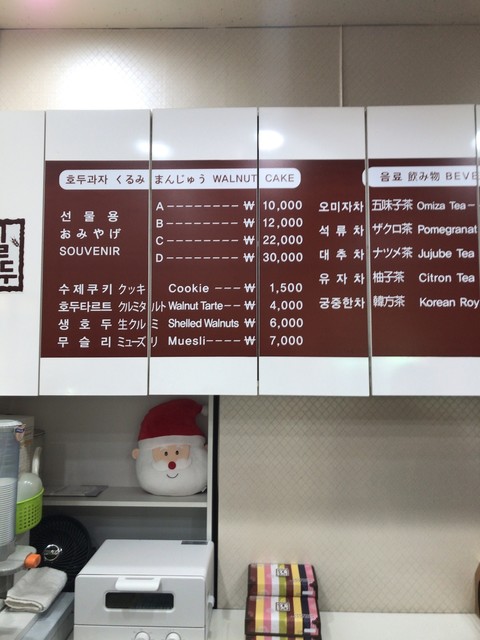 호두과자 くるみ まんじゅう WALNUT CAKE
선 물 용
おみやげ
SOUVENIR
A --------- ₩ 10,000
B --------- ₩ 12,000
C --------- ₩ 22,000
D --------- ₩ 30,000
수제쿠키 クッキ Cookie ---- ₩ 1,500
호두타르트 クルミタルト Walnut Tarte -- ₩ 4,000
생 호 두 生クルミ Shelled Walnuts ₩ 6,000
무 슬 리 ミューズリ Muesli ---- ₩ 7,000
음료 飲み物 BEVE
오미자차 五味子茶 Omiza Tea --
석 류 차 ザクロ茶 Pomegranat
대 추 차 ナツメ茶 Jujube Tea
유 자 차 柚子茶 Citron Tea
궁중한차 韓方茶 Korean Roy